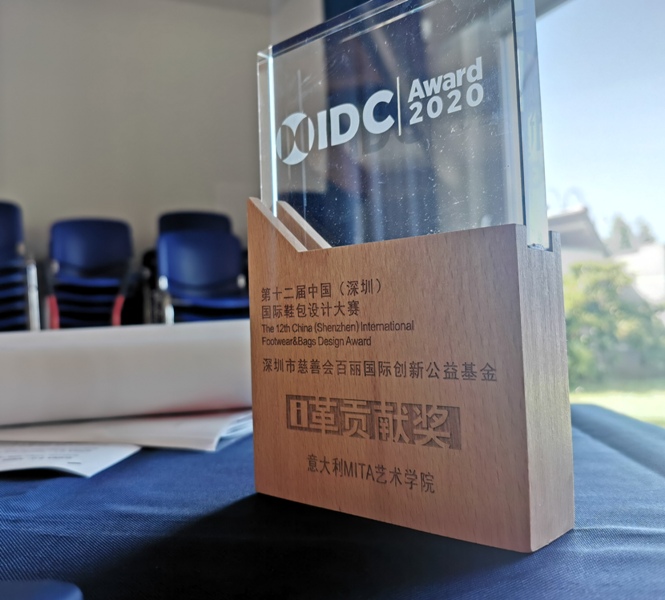 IDC
Award
2020
第十二届中国（深圳）
国际鞋包设计大赛
The 12th China (Shenzhen) International
Footwear&Bags Design Award
深圳市慈善会百丽国际创新公益基金
i革贡献奖
意大利MITA艺术学院